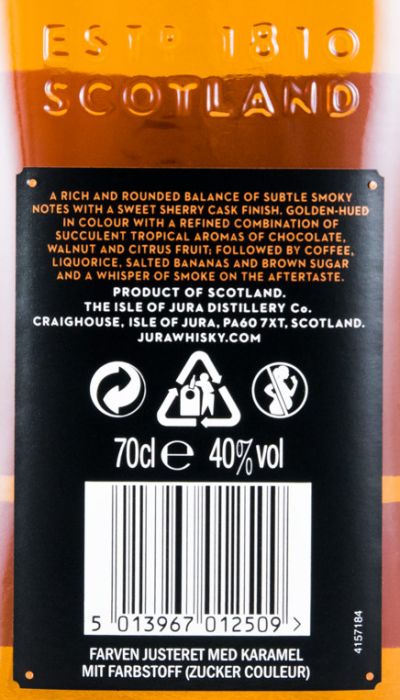 ESTD 1810
SCOTLAND
A RICH AND ROUNDED BALANCE OF SUBTLE SMOKY
NOTES WITH A SWEET SHERRY CASK FINISH. GOLDEN-HUED
IN COLOUR WITH A REFINED COMBINATION OF
SUCCULENT TROPICAL AROMAS OF CHOCOLATE,
WALNUT AND CITRUS FRUIT; FOLLOWED BY COFFEE,
LIQUORICE, SALTED BANANAS AND BROWN SUGAR
AND A WHISPER OF SMOKE ON THE AFTERTASTE.
PRODUCT OF SCOTLAND.
THE ISLE OF JURA DISTILLERY Co.
CRAIGHOUSE, ISLE OF JURA, PA60 7XT, SCOTLAND.
JURAWHISKY.COM
70cl e 40%vol
5 013967 012509 >
4157184
FARVEN JUSTERET MED KARAMEL
MIT FARBSTOFF (ZUCKER COULEUR)